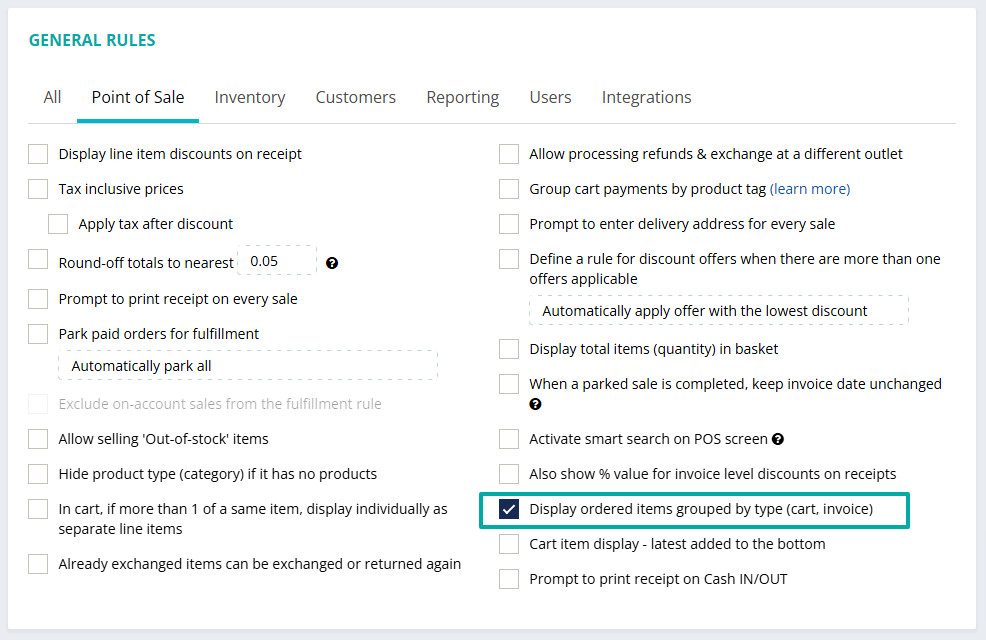 GENERAL RULES
All
Point of Sale
Inventory
Customers
Reporting
Users
Integrations
Display line item discounts on receipt
Tax inclusive prices
Apply tax after discount
Round-off totals to nearest 0.05 ?
Prompt to print receipt on every sale
Park paid orders for fulfillment
Automatically park all
Exclude on-account sales from the fulfillment rule
Allow selling 'Out-of-stock' items
Hide product type (category) if it has no products
In cart, if more than 1 of a same item, display individually as
separate line items
Already exchanged items can be exchanged or returned again
Allow processing refunds & exchange at a different outlet
Group cart payments by product tag (learn more)
Prompt to enter delivery address for every sale
Define a rule for discount offers when there are more than one
offers applicable
Automatically apply offer with the lowest discount
Display total items (quantity) in basket
When a parked sale is completed, keep invoice date unchanged
?
Activate smart search on POS screen ?
Also show % value for invoice level discounts on receipts
Display ordered items grouped by type (cart, invoice)
Cart item display - latest added to the bottom
Prompt to print receipt on Cash IN/OUT